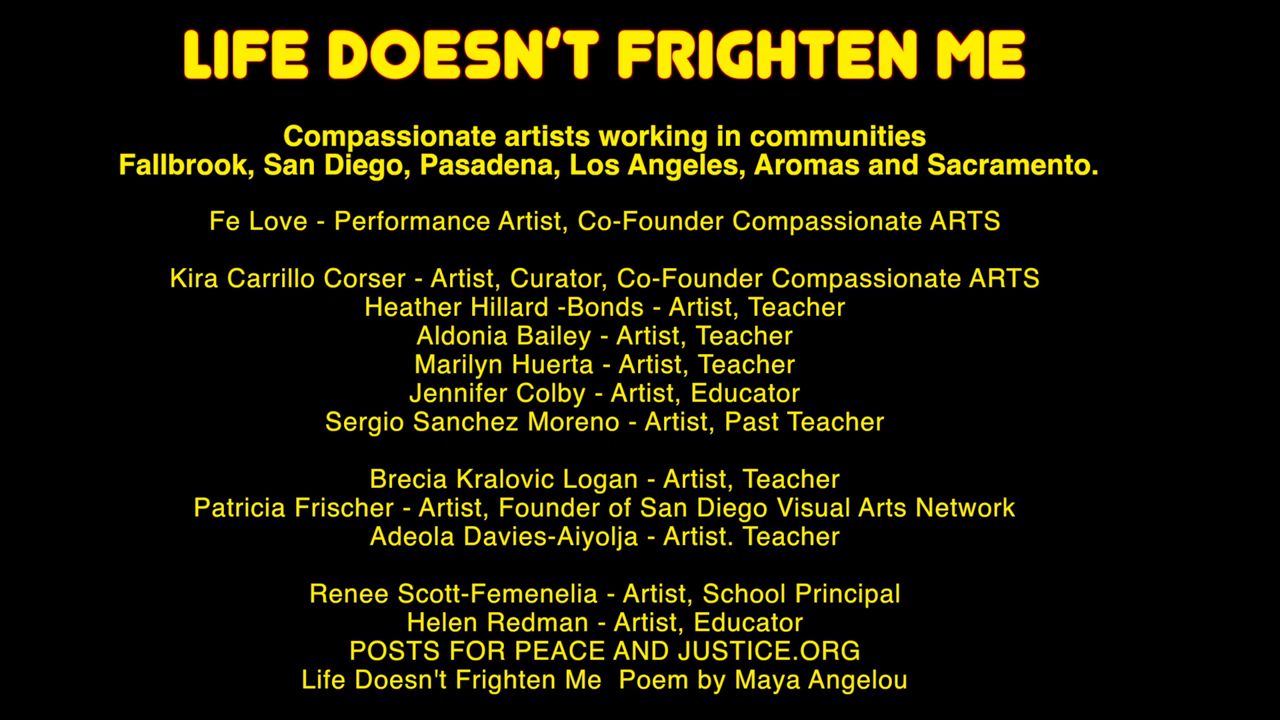 LIFE DOESN'T FRIGHTEN ME
Compassionate artists working in communities
Fallbrook, San Diego, Pasadena, Los Angeles, Aromas and Sacramento.
Fe Love - Performance Artist, Co-Founder Compassionate ARTS
Kira Carrillo Corser - Artist, Curator, Co-Founder Compassionate ARTS
Heather Hillard -Bonds - Artist, Teacher
Aldonia Bailey - Artist, Teacher
Marilyn Huerta - Artist, Teacher
Jennifer Colby - Artist, Educator
Sergio Sanchez Moreno - Artist, Past Teacher
Brecia Kralovic Logan - Artist, Teacher
Patricia Frischer - Artist, Founder of San Diego Visual Arts Network
Adeola Davies-Aiyolja - Artist. Teacher
Renee Scott-Femenelia - Artist, School Principal
Helen Redman - Artist, Educator
POSTS FOR PEACE AND JUSTICE.ORG
Life Doesn't Frighten Me  Poem by Maya Angelou